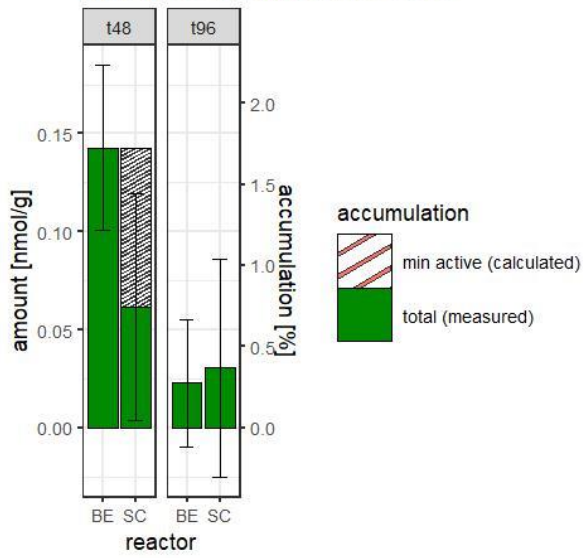 t48
t96
0.15
0.10
0.05
0.00
amount [nmol/g]
2.0
1.5
1.0
0.5
0.0
accumulation [%]
BE SC
BE SC
reactor
accumulation
min active (calculated)
total (measured)